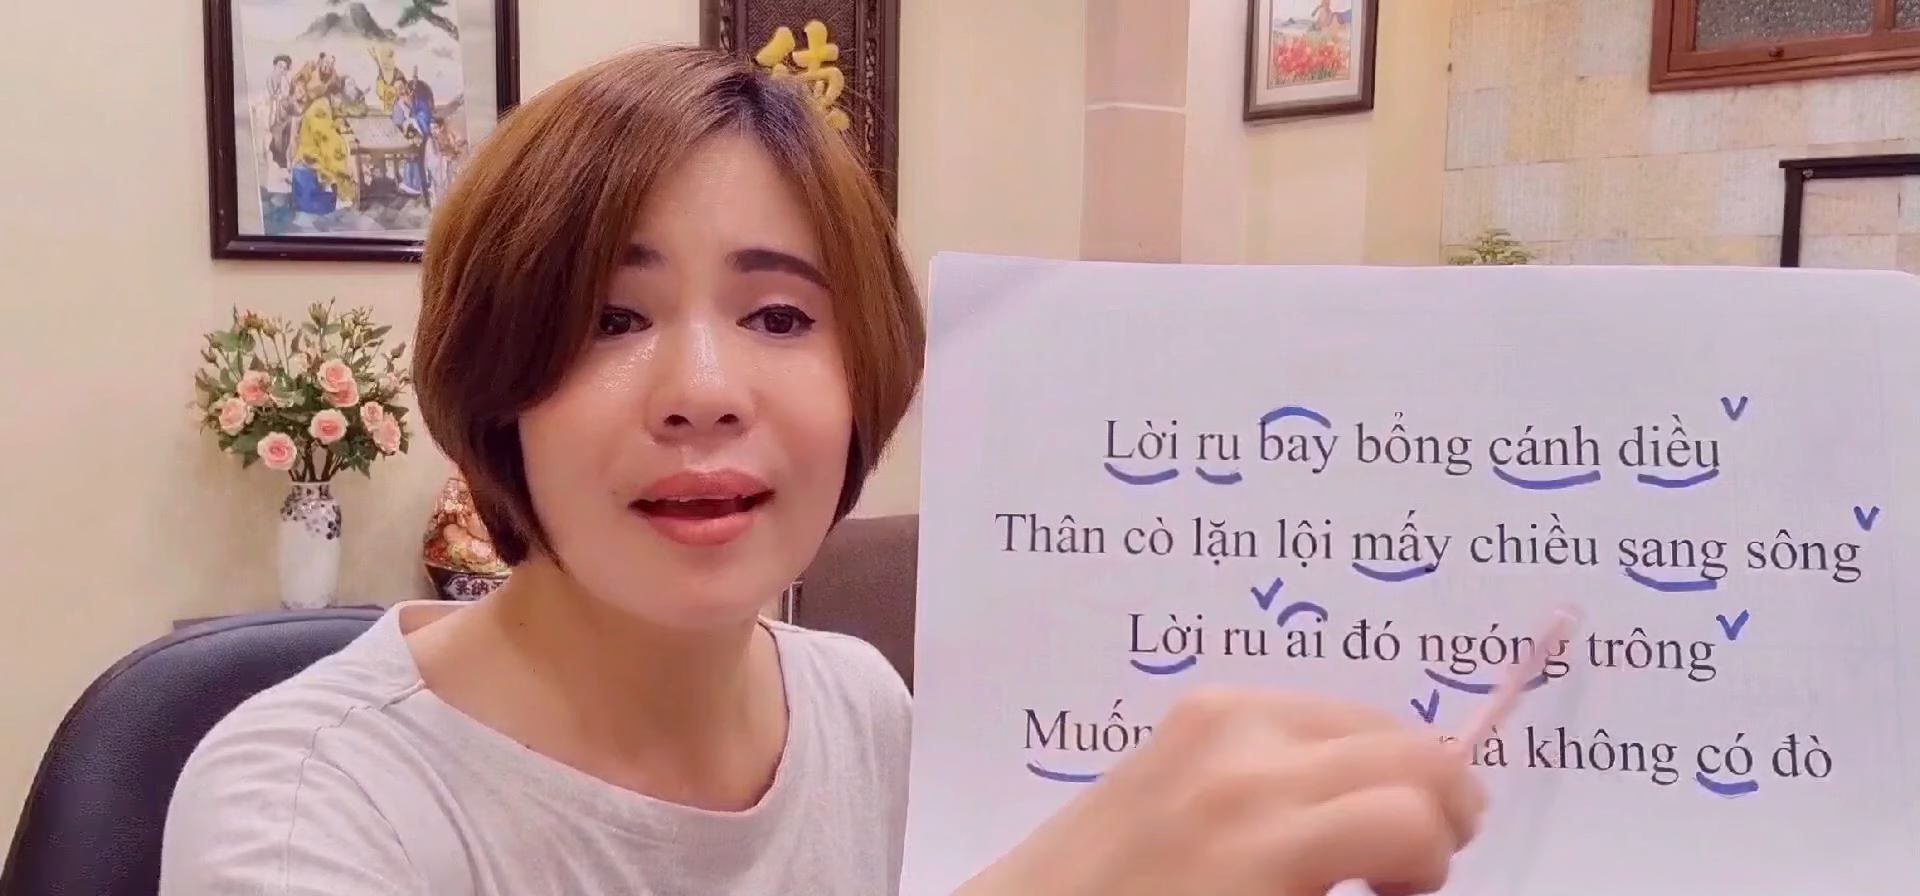 德
Lời ru bay bổng cánh diều
Thân cò lặn lội mấy chiều sang sông
Lời ru ai đó ngóng trông
Muốn mà không có đò